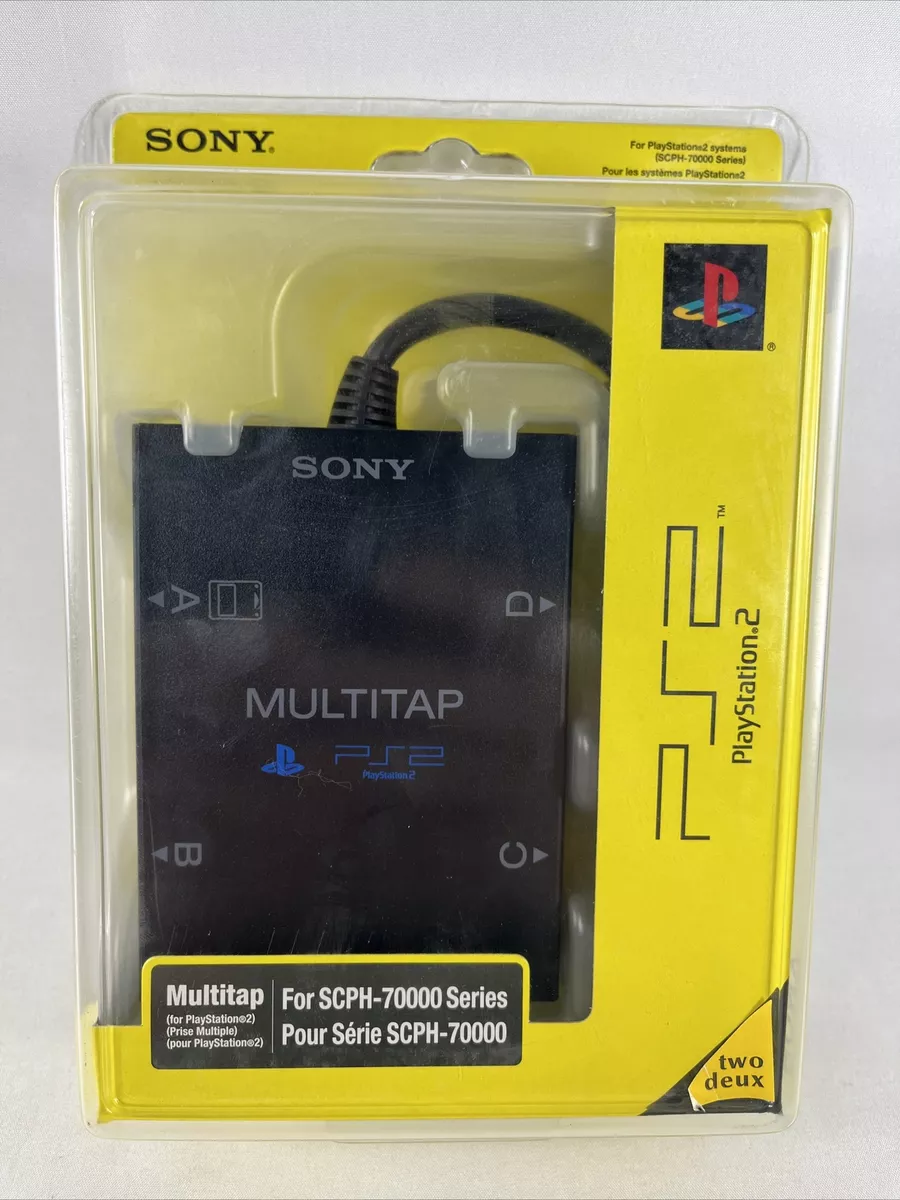 SONY®
For PlayStation®2 systems
(SCPH-70000 Series)
Pour les systèmes PlayStation®2
®
SONY
A
D
MULTITAP
PS2
PlayStation 2
B
C
PS2™
PlayStation®2
Multitap
(for PlayStation®2)
(Prise Multiple)
(pour PlayStation®2)
For SCPH-70000 Series
Pour Série SCPH-70000
two
deux